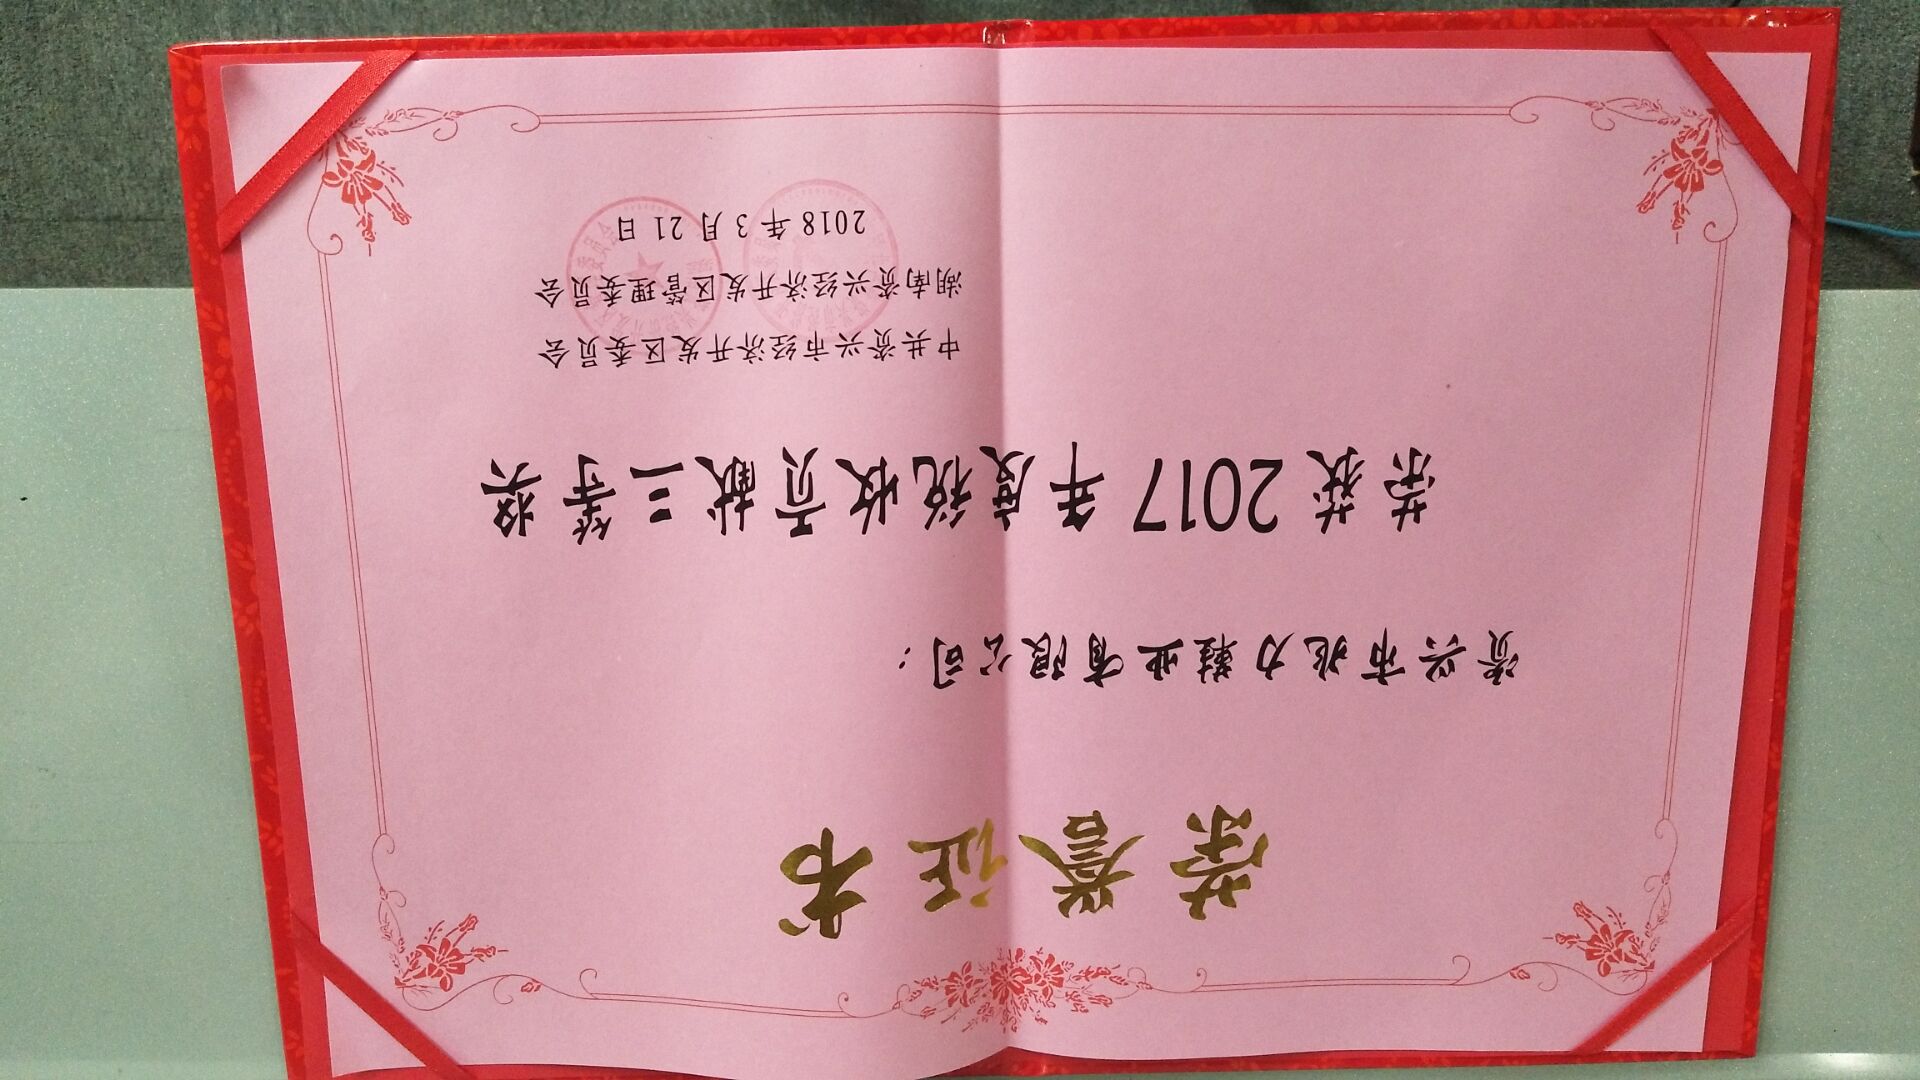 荣誉证书
资兴市兆力鞋业有限公司：
荣获2017年度税收贡献三等奖
中共资兴市经济开发区委员会
湖南资兴经济开发区管理委员会
2018年3月21日